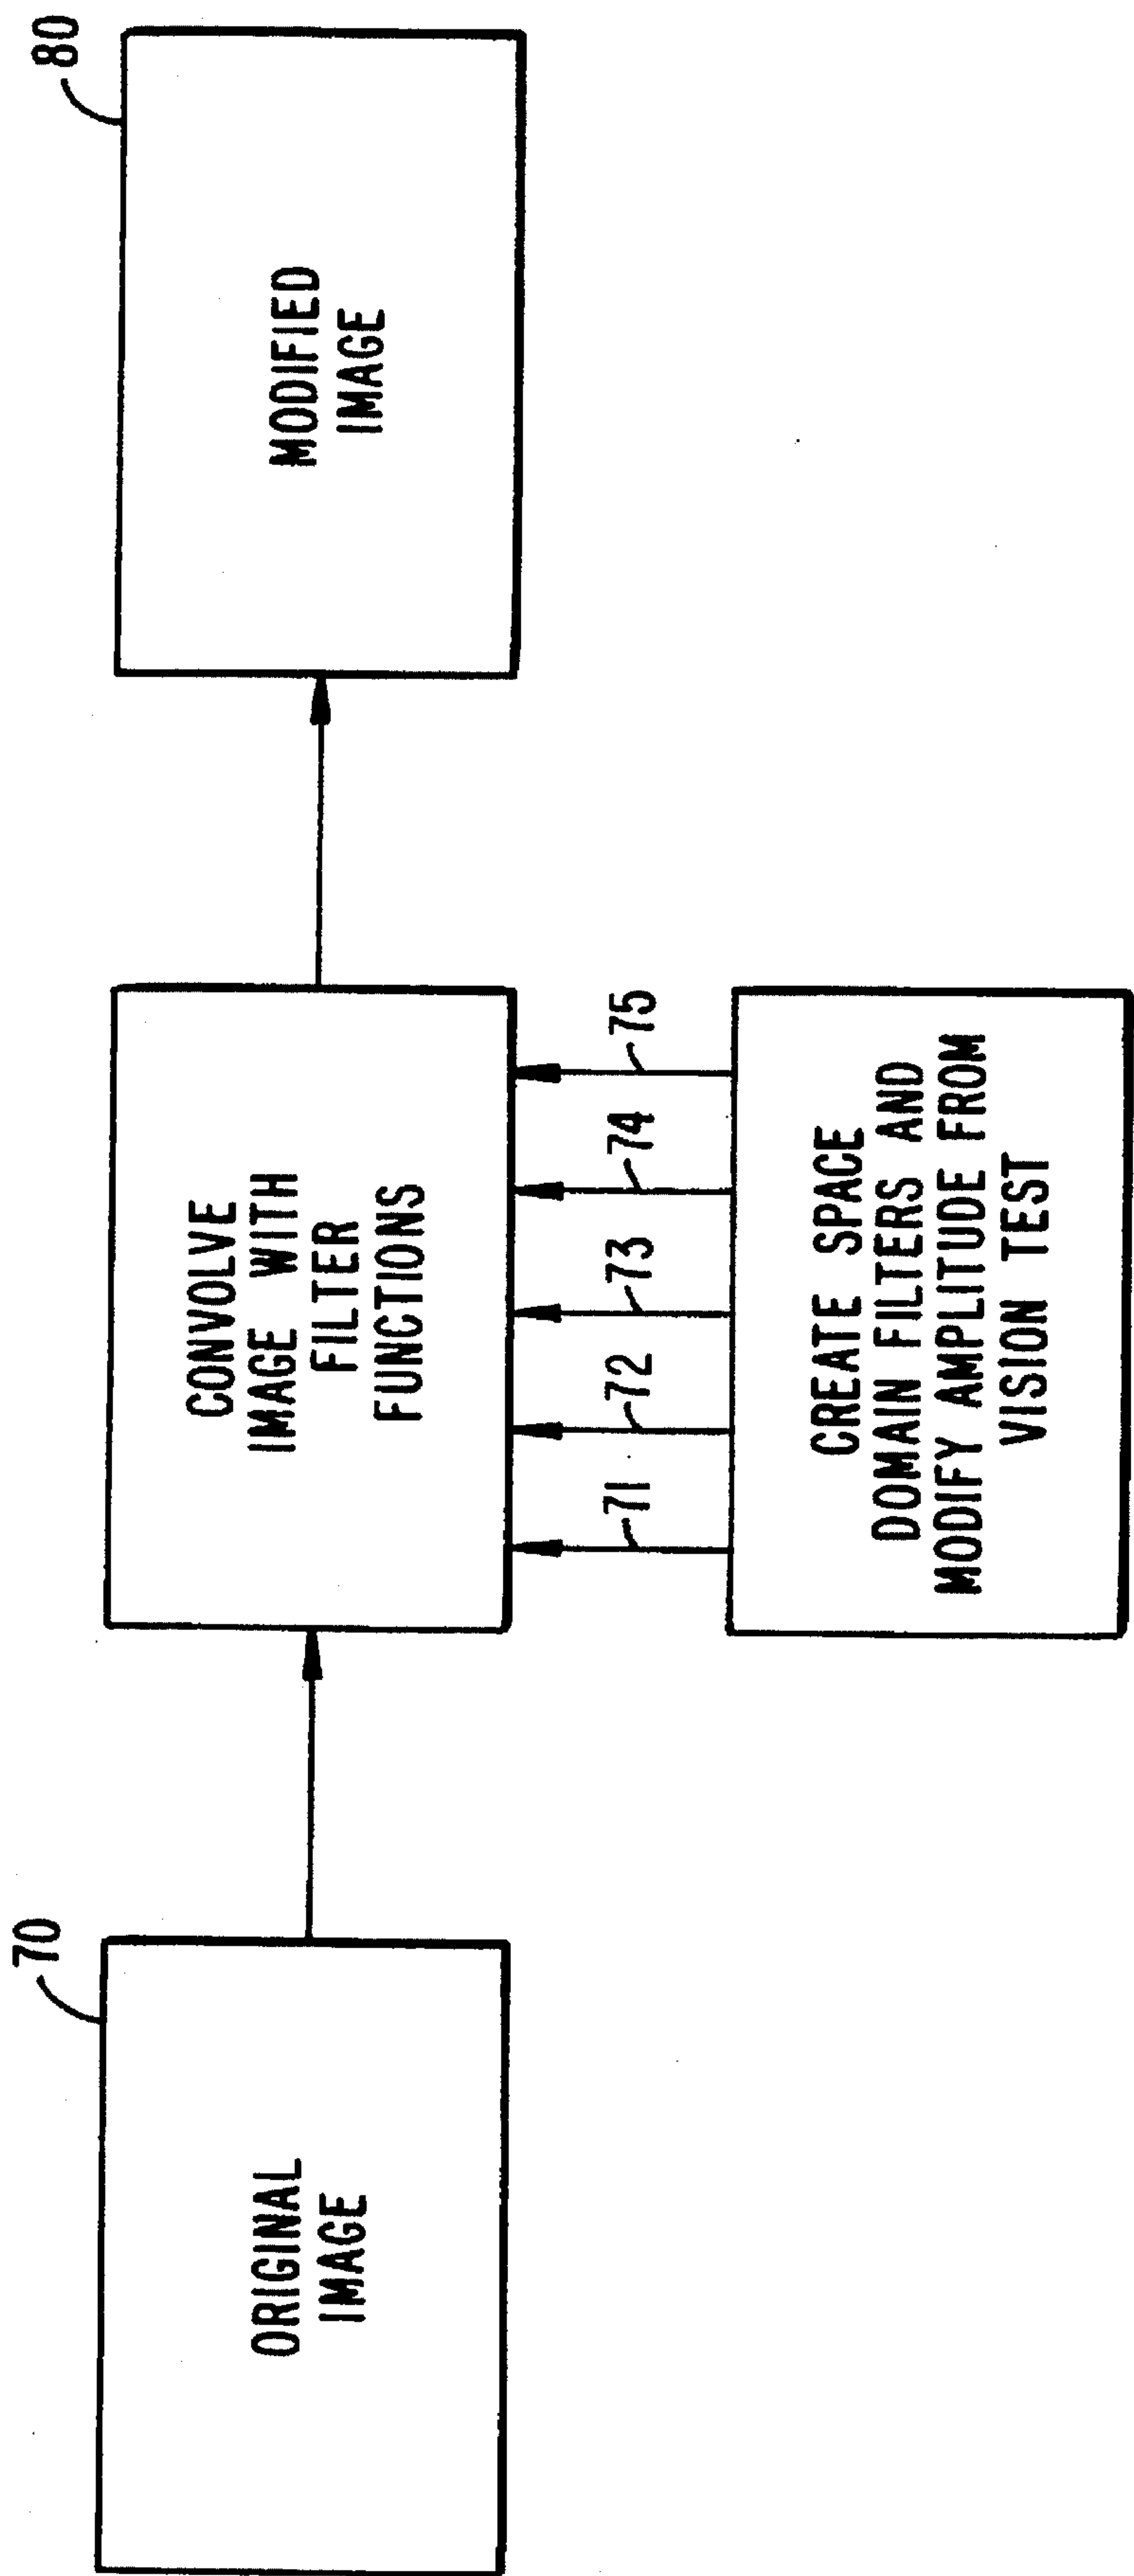 70
ORIGINAL
IMAGE
CONVOLVE
IMAGE WITH
FILTER
FUNCTIONS
80
MODIFIED
IMAGE
71
72
73
74
75
CREATE SPACE
DOMAIN FILTERS AND
MODIFY AMPLITUDE FROM
VISION TEST